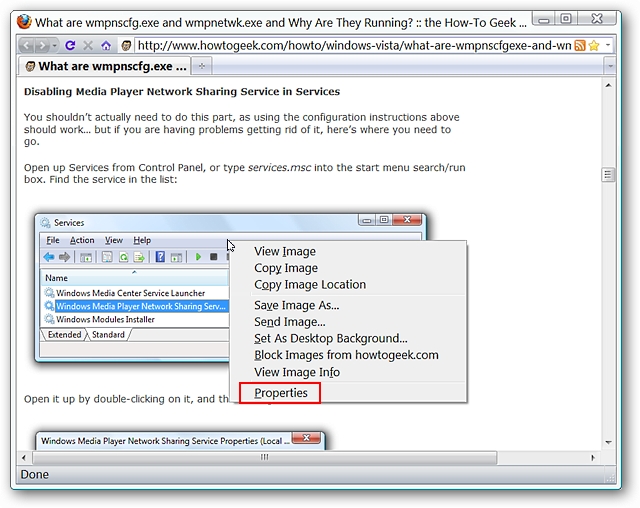 What are wmpnscfg.exe and wmpnetwk.exe and Why Are They Running? :: the How-To Geek ...
http://www.howtogeek.com/howto/windows-vista/what-are-wmpnscfgexe-and-wn
What are wmpnscfg.exe ...
Disabling Media Player Network Sharing Service in Services
You shouldn't actually need to do this part, as using the configuration instructions above
should work... but if you are having problems getting rid of it, here's where you need to
go.
Open up Services from Control Panel, or type services.msc into the start menu search/run
box. Find the service in the list:
Services
File Action View Help
Name
Windows Media Center Service Launcher
Windows Media Player Network Sharing Serv...
Windows Modules Installer
Extended Standard
View Image
Copy Image
Copy Image Location
Save Image As...
Send Image...
Set As Desktop Background...
Block Images from howtogeek.com
View Image Info
Properties
Open it up by double-clicking on it, and th
Windows Media Player Network Sharing Service Properties (Local ...
Done